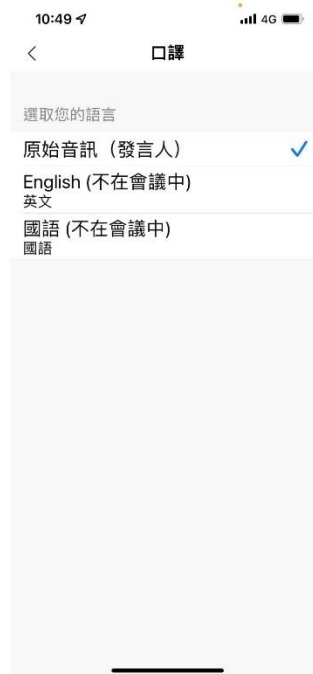 10:49
4G
口譯
選取您的語言
原始音訊（發言人）
English (不在會議中)
英文
國語 (不在會議中)
國語